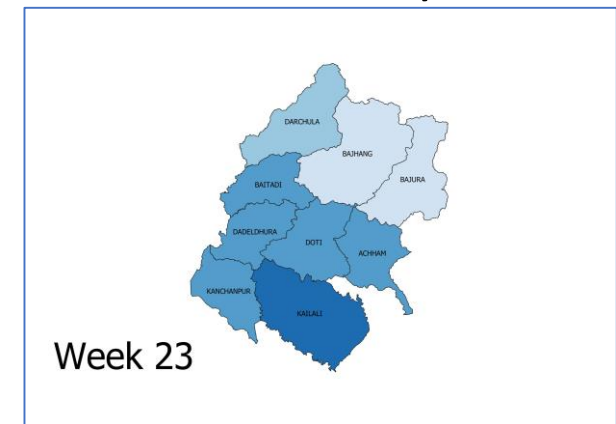 DARCHULA
BAJHANG
BAJURA
BAITADI
DADELDHURA
DOTI
ACHHAM
KANCHANPUR
KAILALI
Week 23